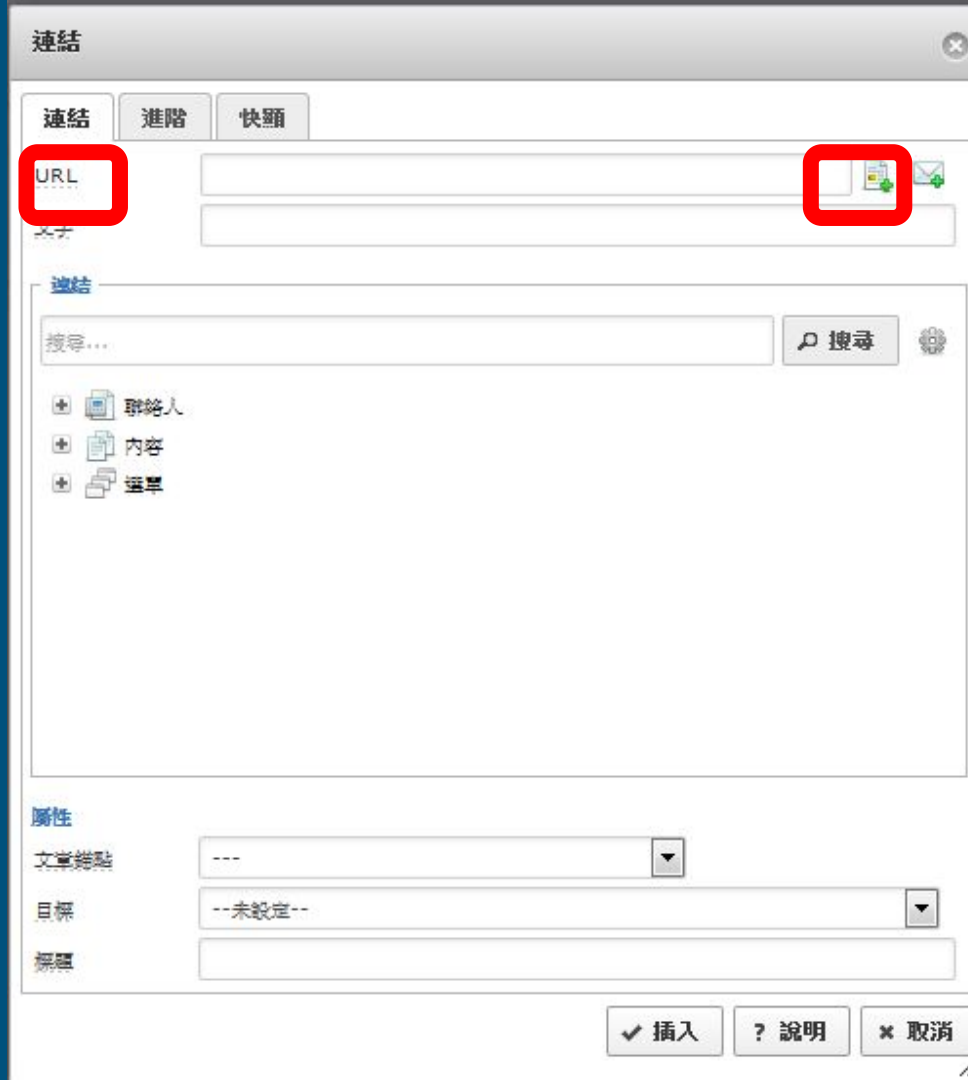 連結
連結 進階 快顯
URL
文字
連結
搜尋... 搜尋
聯絡人
內容
選單
屬性
文章錨點 ---
目標 --未設定--
標題
插入 ? 說明 取消